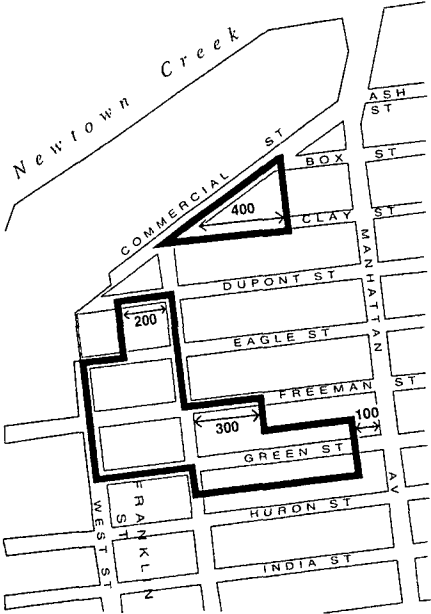 Newtown Creek
ASH
ST
COMMERCIAL ST
BOX ST
400
CLAY ST
MANHATTAN
AV
DUPONT ST
200
EAGLE ST
FREEMAN ST
300
100
GREEN ST
FRANKLIN
ST
WEST ST
HURON ST
INDIA ST